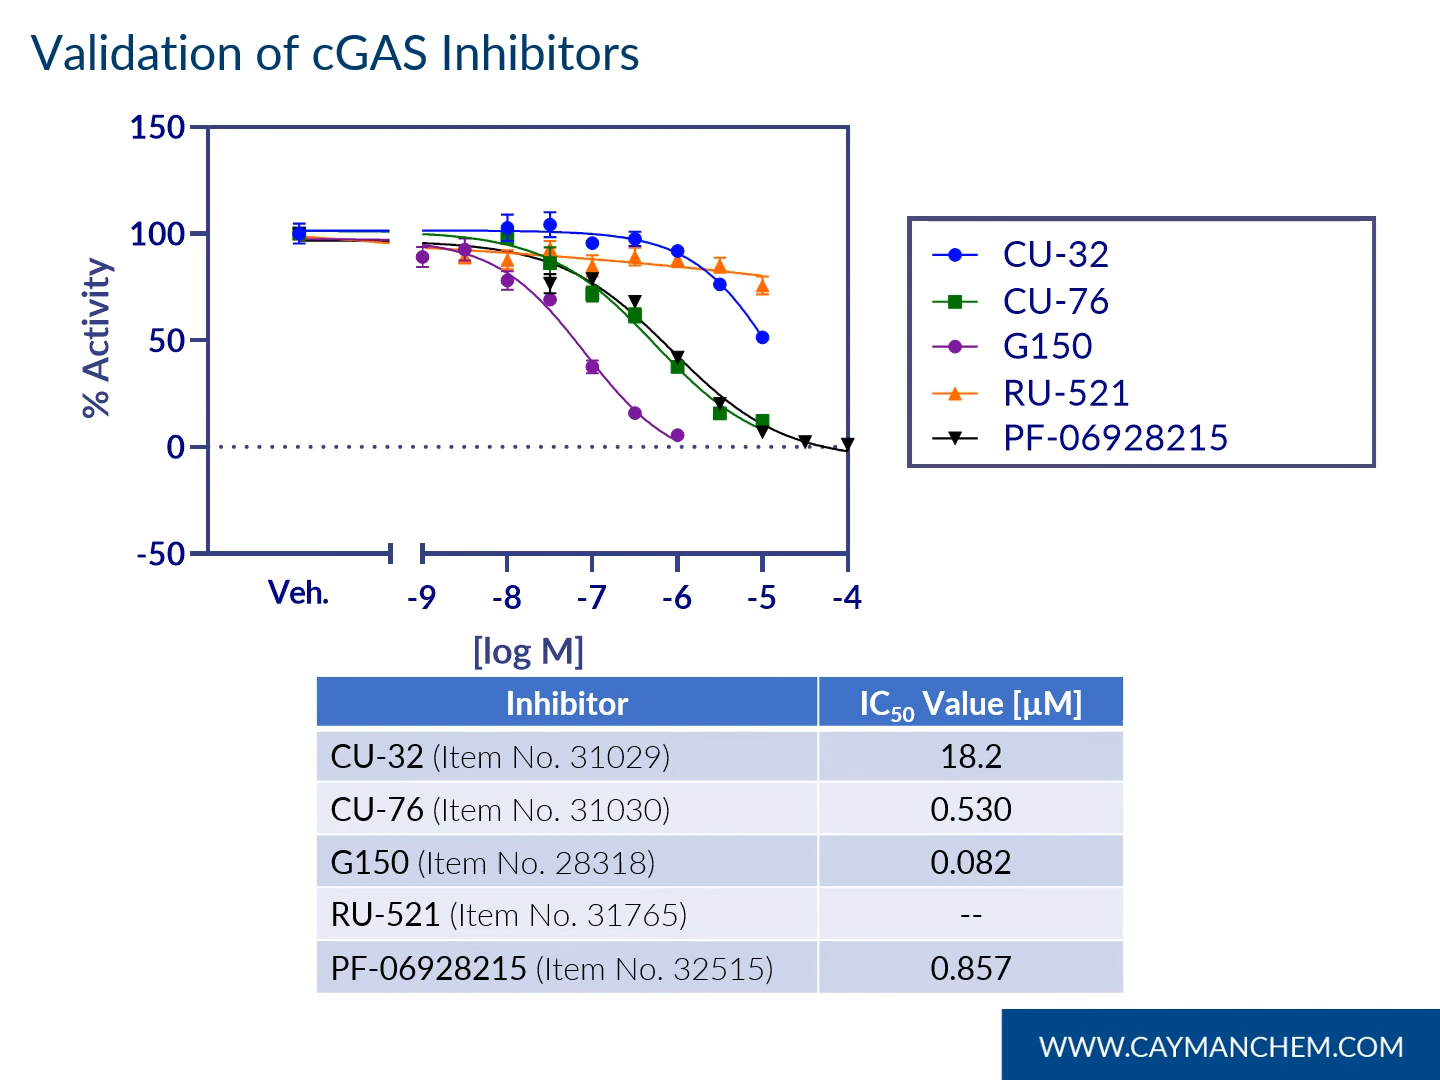 Validation of cGAS Inhibitors
150
100
50
0
-50
% Activity
Veh.
-9
-8
-7
-6
-5
-4
[log M]
CU-32
CU-76
G150
RU-521
PF-06928215
Inhibitor IC50 Value [µM]
CU-32 (Item No. 31029) 18.2
CU-76 (Item No. 31030) 0.530
G150 (Item No. 28318) 0.082
RU-521 (Item No. 31765) --
PF-06928215 (Item No. 32515) 0.857
WWW.CAYMANCHEM.COM